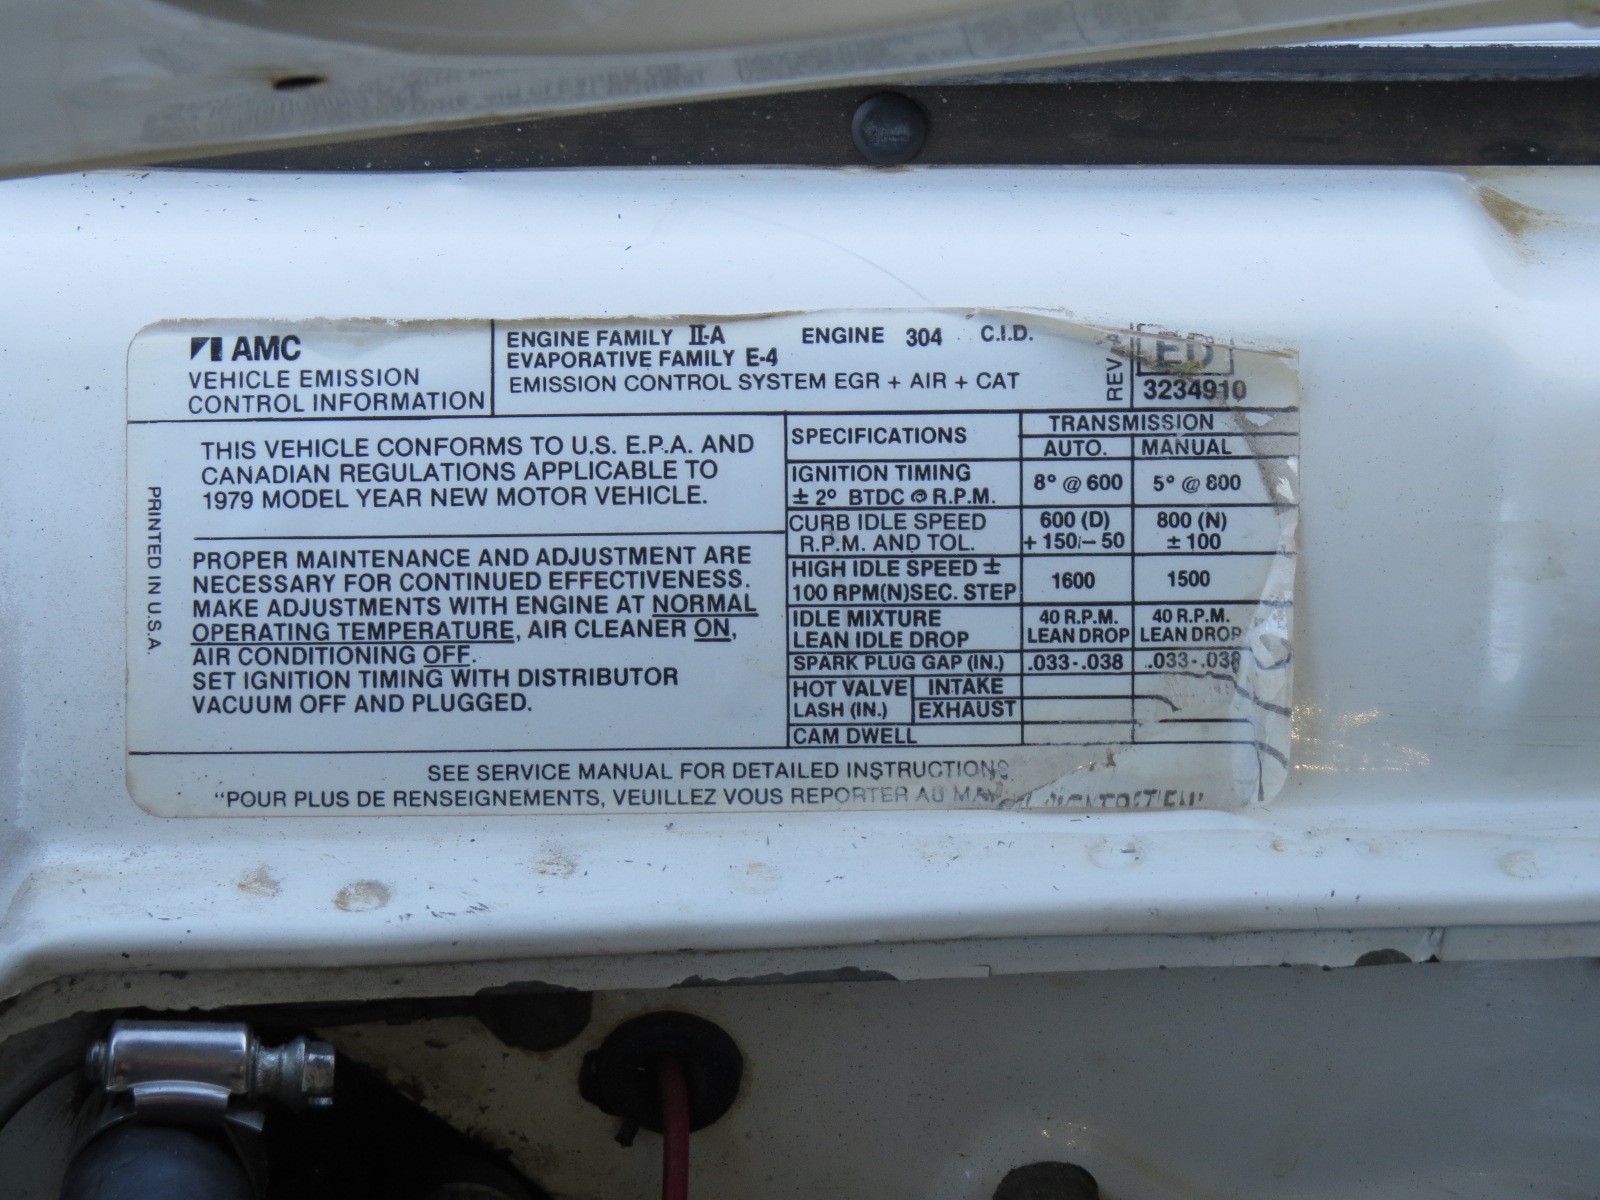 AMC
VEHICLE EMISSION
CONTROL INFORMATION
ENGINE FAMILY II-A ENGINE 304 C.I.D.
EVAPORATIVE FAMILY E-4
EMISSION CONTROL SYSTEM EGR + AIR + CAT
REV
ED
3234910
THIS VEHICLE CONFORMS TO U.S. E.P.A. AND
CANADIAN REGULATIONS APPLICABLE TO
1979 MODEL YEAR NEW MOTOR VEHICLE.
PROPER MAINTENANCE AND ADJUSTMENT ARE
NECESSARY FOR CONTINUED EFFECTIVENESS.
MAKE ADJUSTMENTS WITH ENGINE AT NORMAL
OPERATING TEMPERATURE, AIR CLEANER ON,
AIR CONDITIONING OFF.
SET IGNITION TIMING WITH DISTRIBUTOR
VACUUM OFF AND PLUGGED.
PRINTED IN U.S.A.
SPECIFICATIONS TRANSMISSION
AUTO. MANUAL
IGNITION TIMING
± 2° BTDC @ R.P.M. 8° @ 600 5° @ 800
CURB IDLE SPEED 600 (D) 800 (N)
R.P.M. AND TOL. + 150/– 50 ± 100
HIGH IDLE SPEED ±
100 RPM(N)SEC. STEP 1600 1500
IDLE MIXTURE 40 R.P.M. 40 R.P.M.
LEAN IDLE DROP LEAN DROP LEAN DROP
SPARK PLUG GAP (IN.) .033-.038 .033-.038
HOT VALVE INTAKE
LASH (IN.) EXHAUST
CAM DWELL
SEE SERVICE MANUAL FOR DETAILED INSTRUCTIONS
"POUR PLUS DE RENSEIGNEMENTS, VEUILLEZ VOUS REPORTER AU